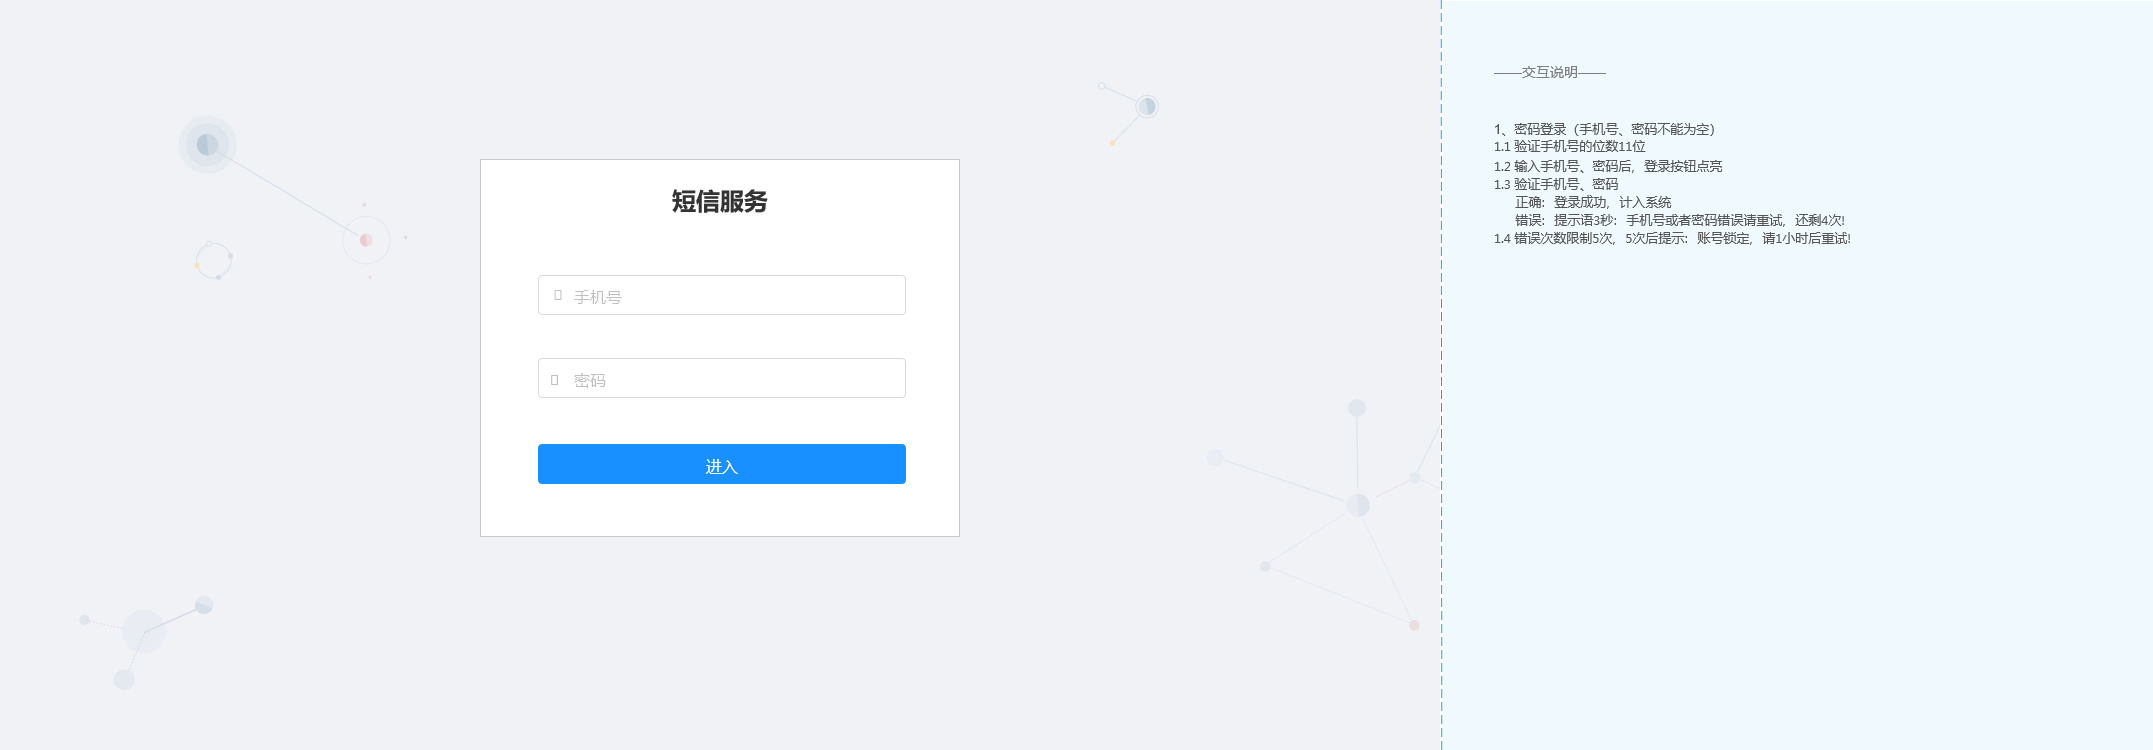 短信服务
手机号
密码
进入
——交互说明——
1、密码登录（手机号、密码不能为空）
1.1 验证手机号的位数11位
1.2 输入手机号、密码后，登录按钮点亮
1.3 验证手机号、密码
正确：登录成功，计入系统
错误：提示语3秒：手机号或者密码错误请重试，还剩4次!
1.4 错误次数限制5次，5次后提示：账号锁定，请1小时后重试!